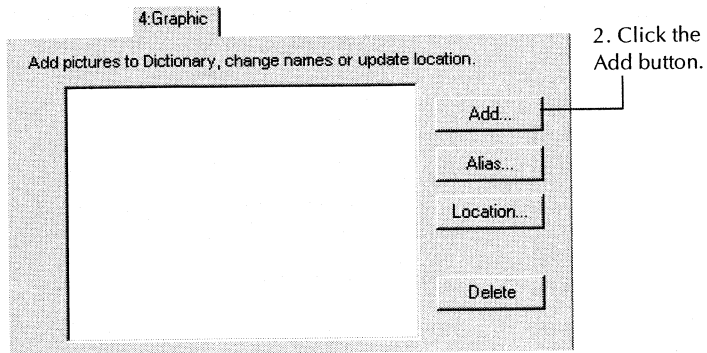 4:Graphic
Add pictures to Dictionary, change names or update location.
2. Click the
Add button.
Add...
Alias...
Location...
Delete